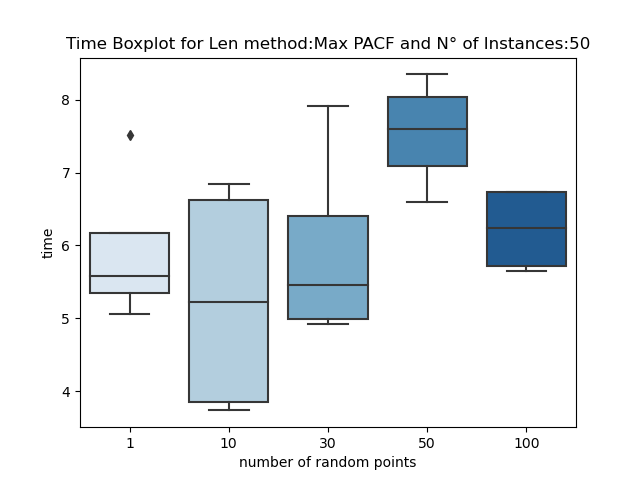 Time Boxplot for Len method:Max PACF and N° of Instances:50
8
7
6
5
4
time
1 10 30 50 100
number of random points